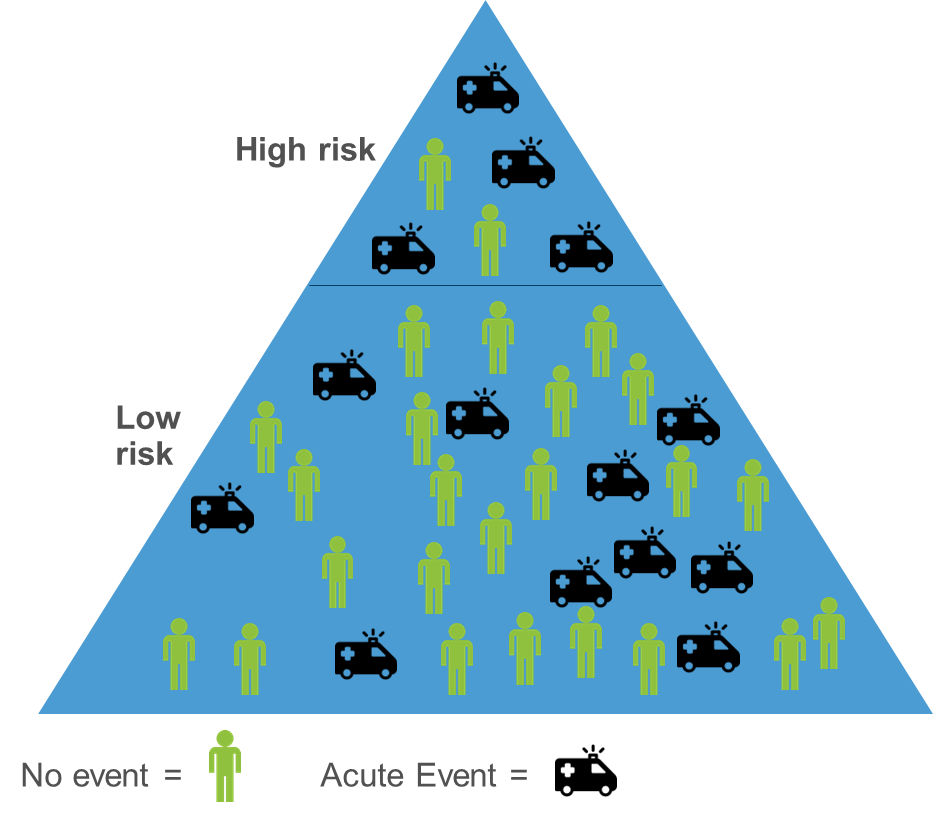 High risk
Low
risk
No event =
Acute Event =